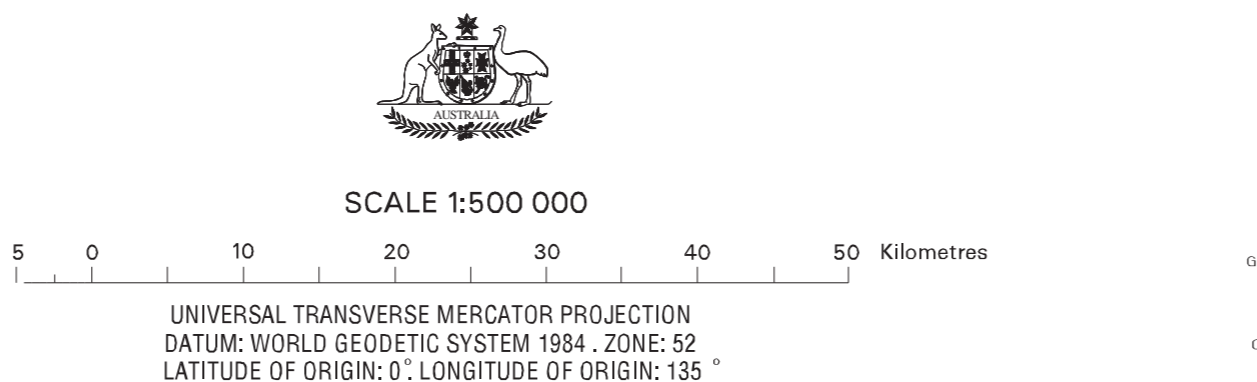 AUSTRALIA
SCALE 1:500 000
5 0 10 20 30 40 50 Kilometres
UNIVERSAL TRANSVERSE MERCATOR PROJECTION
DATUM: WORLD GEODETIC SYSTEM 1984 . ZONE: 52
LATITUDE OF ORIGIN: 0°. LONGITUDE OF ORIGIN: 135 °
G